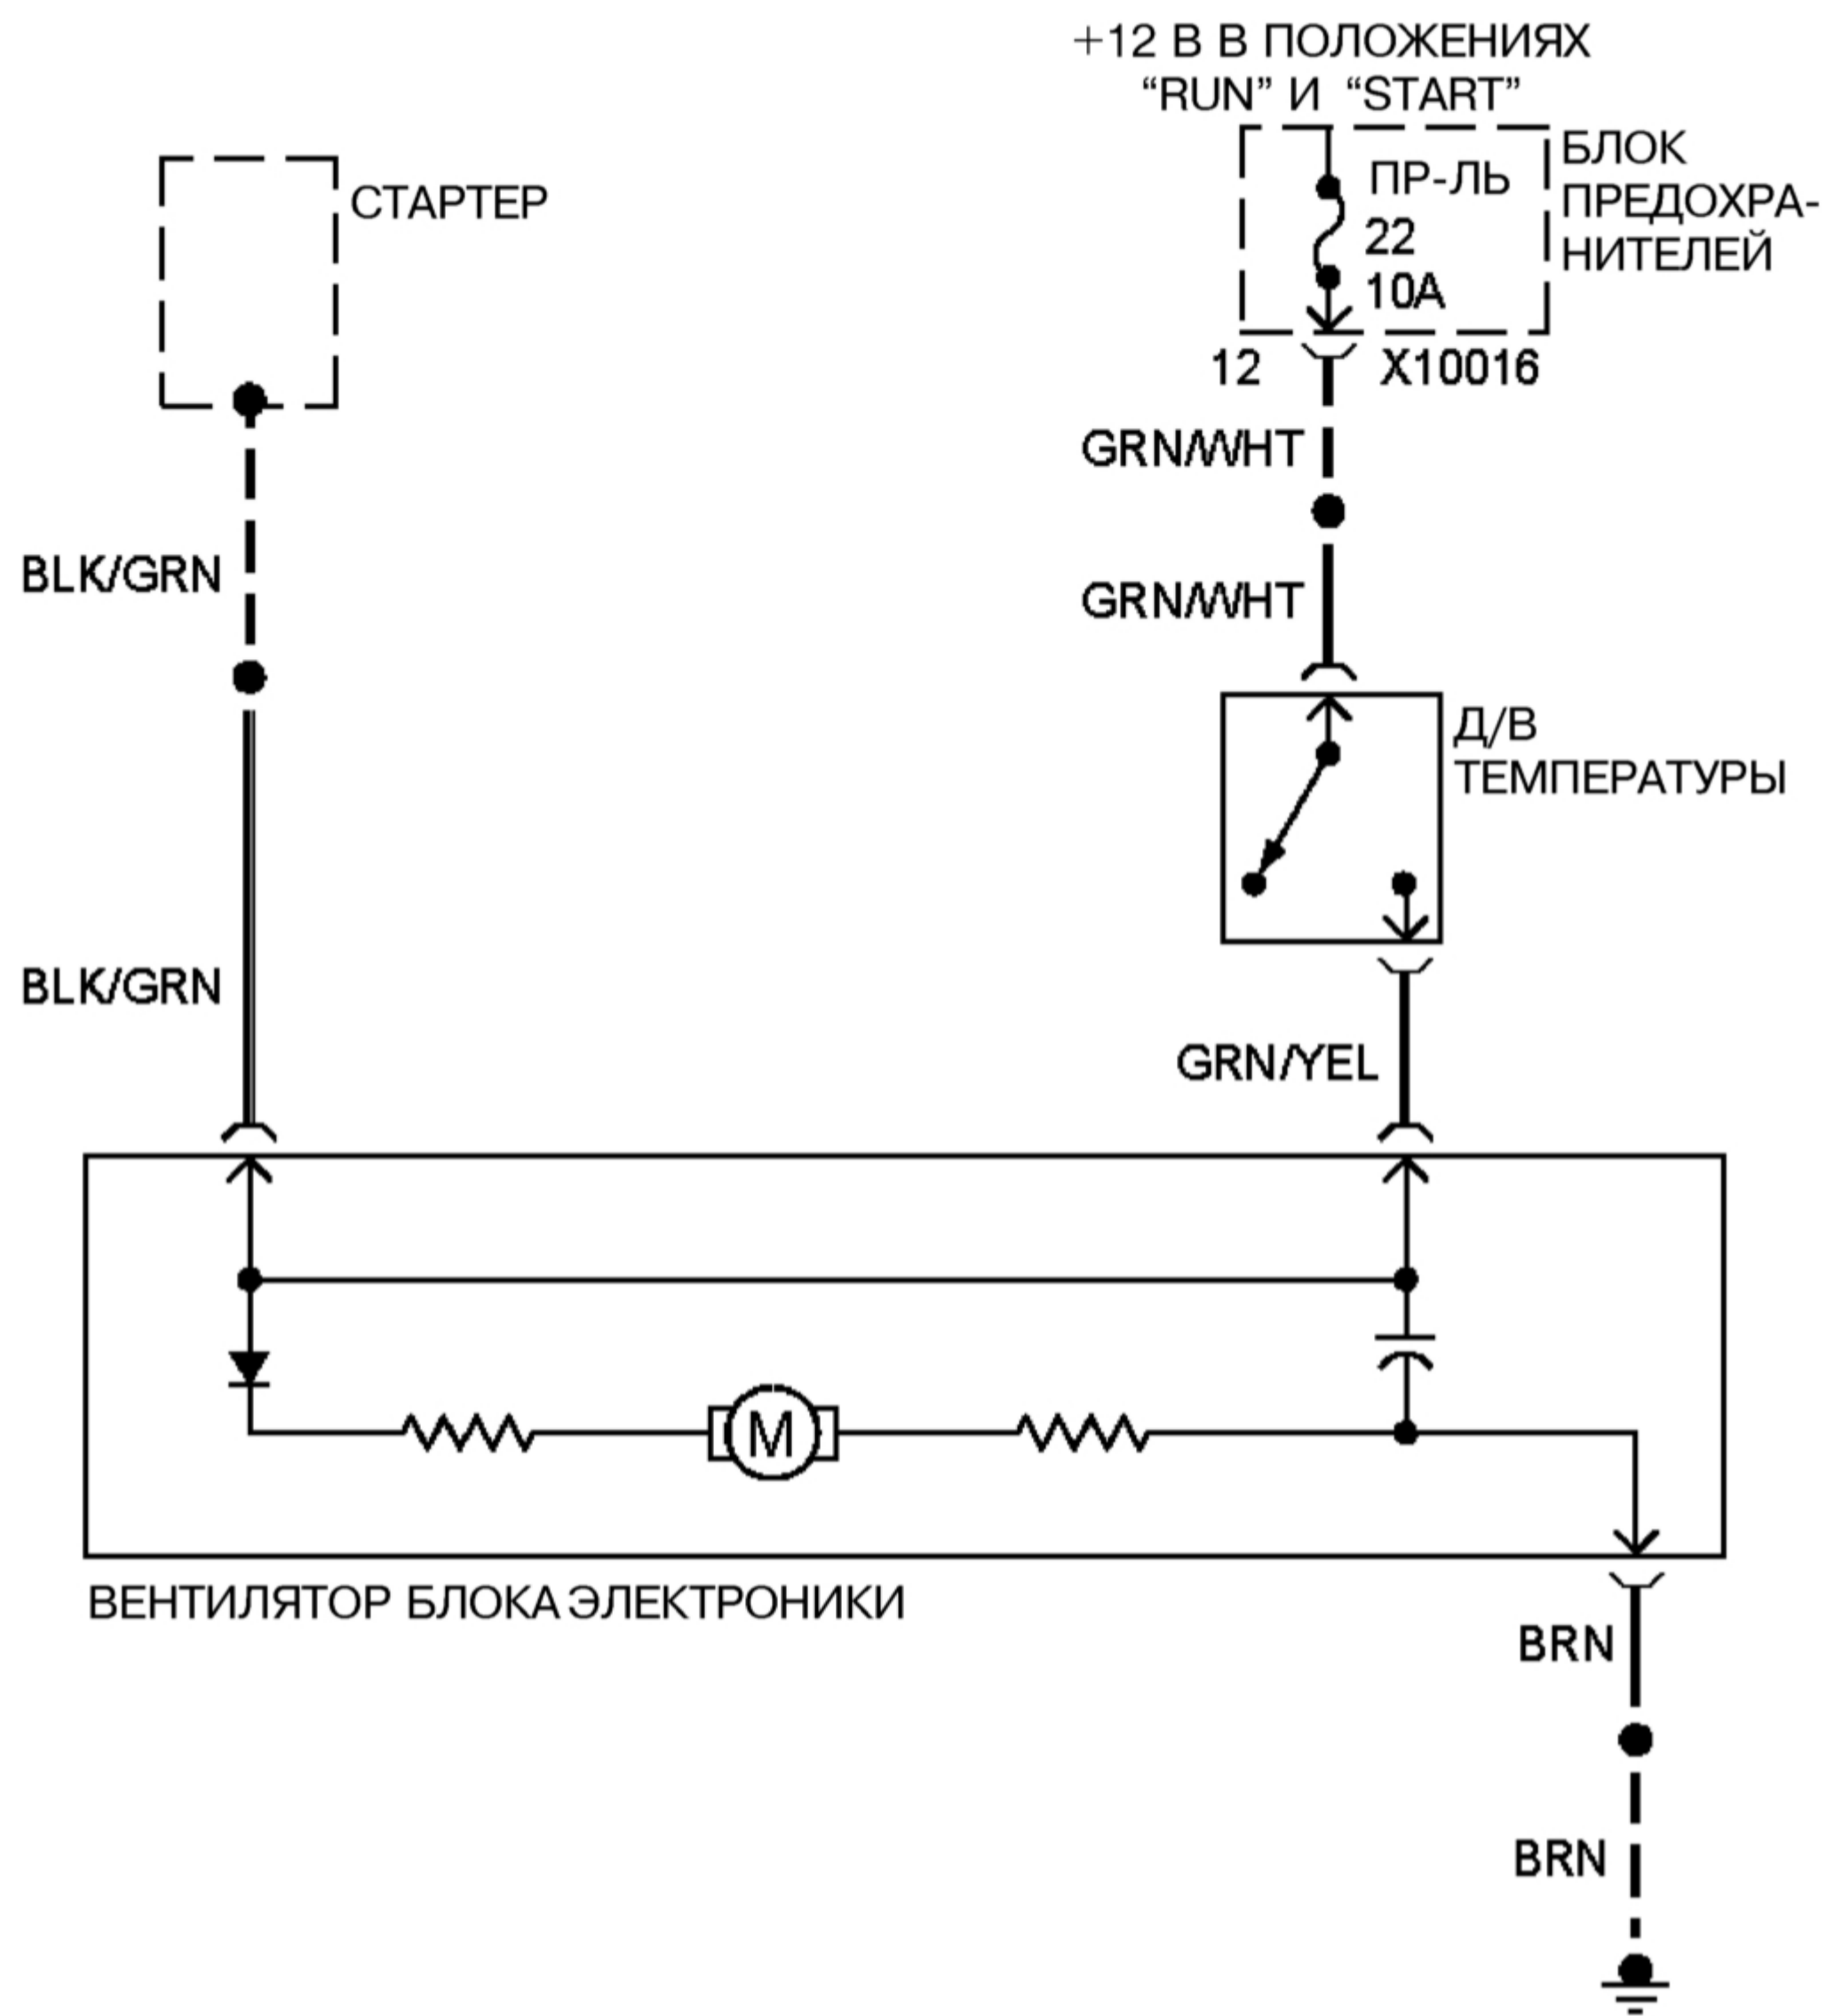 +12 В В ПОЛОЖЕНИЯХ
“RUN” И “START”
СТАРТЕР
ПР-ЛЬ
22
10A
БЛОК
ПРЕДОХРА-
НИТЕЛЕЙ
12
X10016
GRN/WHT
BLK/GRN
GRN/WHT
Д/В
ТЕМПЕРАТУРЫ
BLK/GRN
GRN/YEL
M
ВЕНТИЛЯТОР БЛОКА ЭЛЕКТРОНИКИ
BRN
BRN